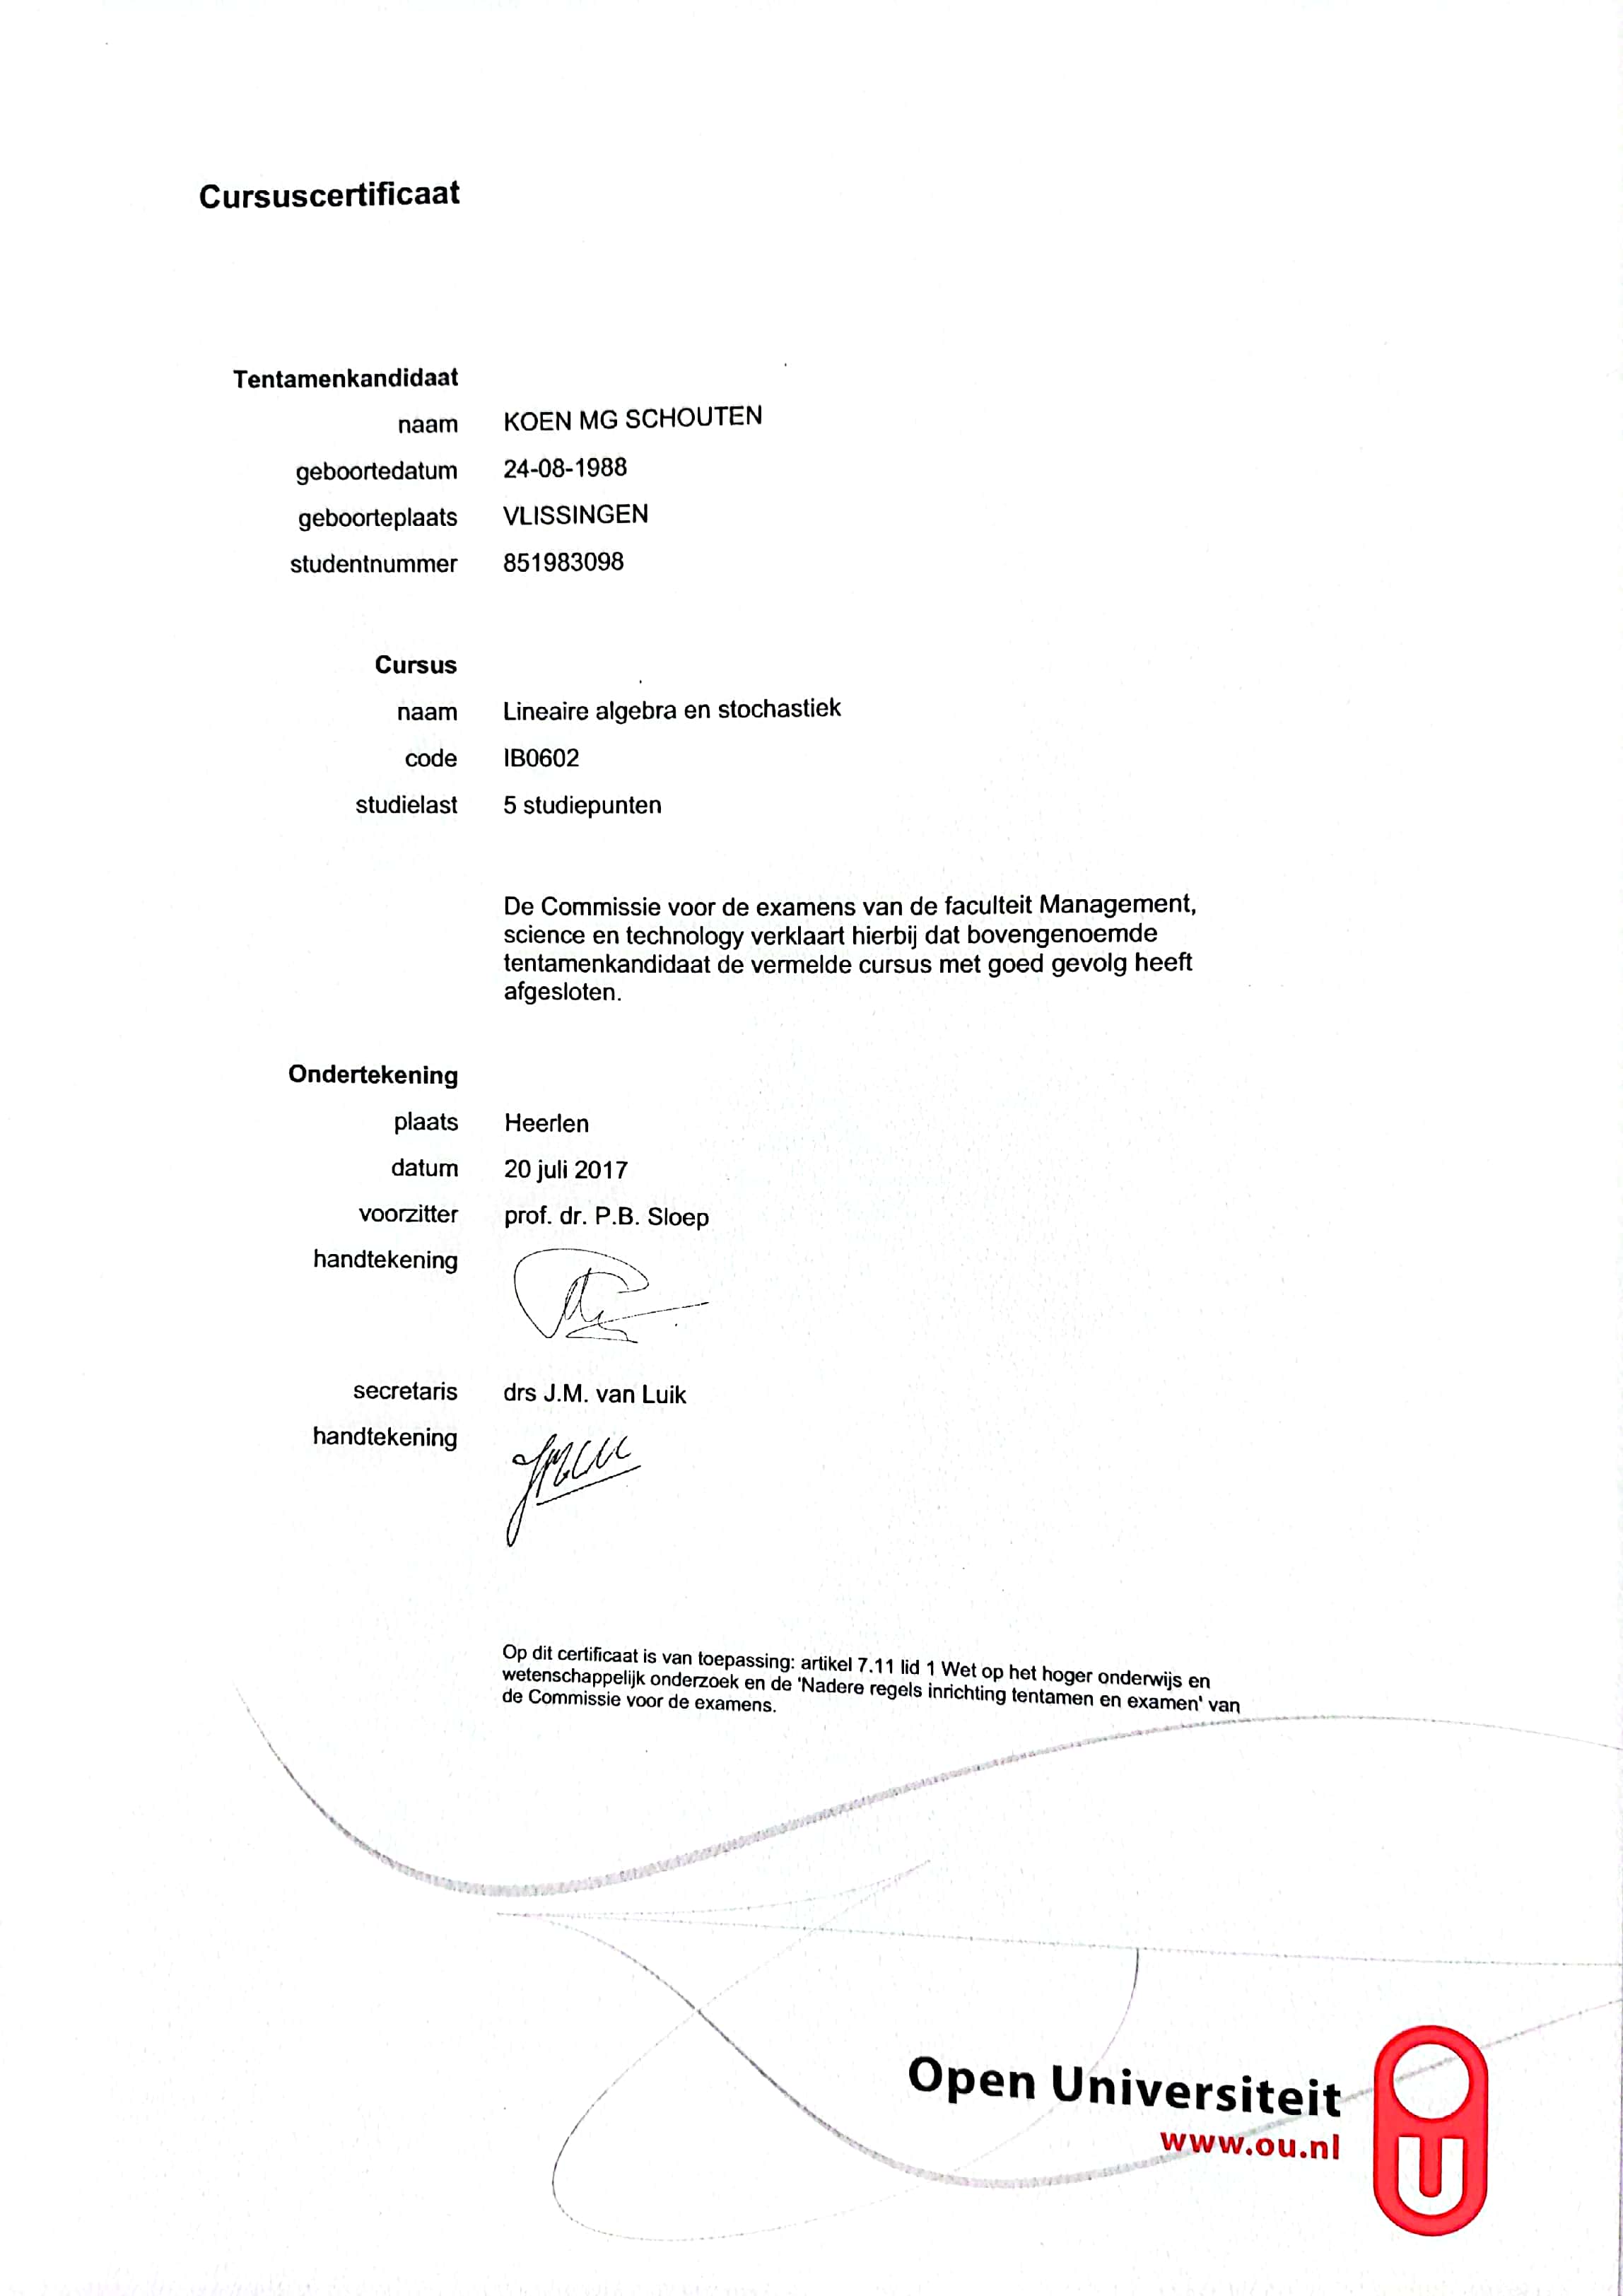 Cursuscertificaat
Tentamenkandidaat
naam KOEN MG SCHOUTEN
geboortedatum 24-08-1988
geboorteplaats VLISSINGEN
studentnummer 851983098
Cursus
naam Lineaire algebra en stochastiek
code IB0602
studielast 5 studiepunten
De Commissie voor de examens van de faculteit Management,
science en technology verklaart hierbij dat bovengenoemde
tentamenkandidaat de vermelde cursus met goed gevolg heeft
afgesloten.
Ondertekening
plaats Heerlen
datum 20 juli 2017
voorzitter prof. dr. P.B. Sloep
handtekening
secretaris drs J.M. van Luik
handtekening
Op dit certificaat is van toepassing: artikel 7.11 lid 1 Wet op het hoger onderwijs en
wetenschappelijk onderzoek en de 'Nadere regels inrichting tentamen en examen' van
de Commissie voor de examens.
Open Universiteit
www.ou.nl